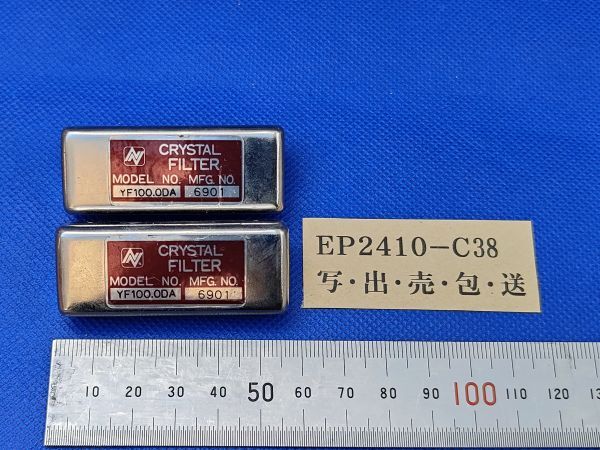 CRYSTAL
FILTER
MODEL NO. MFG. NO.
YF100.0DA 6901
CRYSTAL
FILTER
MODEL NO. MFG. NO.
YF100.0DA 6901
EP2410-C38
写・出・売・包・送
10 20 30 40 50 60 70 80 90 100 110 120